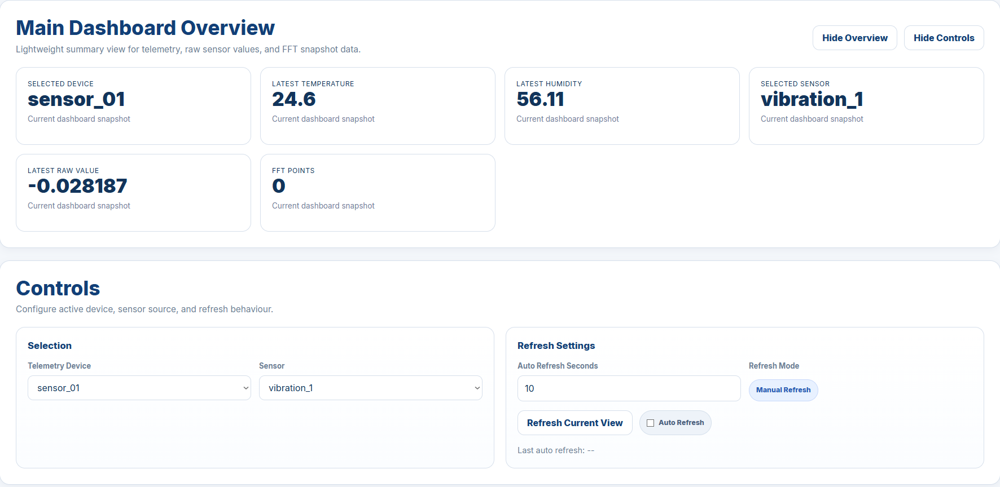 Main Dashboard Overview
Lightweight summary view for telemetry, raw sensor values, and FFT snapshot data.
Hide Overview
Hide Controls
SELECTED DEVICE
sensor_01
Current dashboard snapshot
LATEST TEMPERATURE
24.6
Current dashboard snapshot
LATEST HUMIDITY
56.11
Current dashboard snapshot
SELECTED SENSOR
vibration_1
Current dashboard snapshot
LATEST RAW VALUE
-0.028187
Current dashboard snapshot
FFT POINTS
0
Current dashboard snapshot
Controls
Configure active device, sensor source, and refresh behaviour.
Selection
Telemetry Device
sensor_01
Sensor
vibration_1
Refresh Settings
Auto Refresh Seconds
10
Refresh Mode
Manual Refresh
Refresh Current View
Auto Refresh
Last auto refresh: --